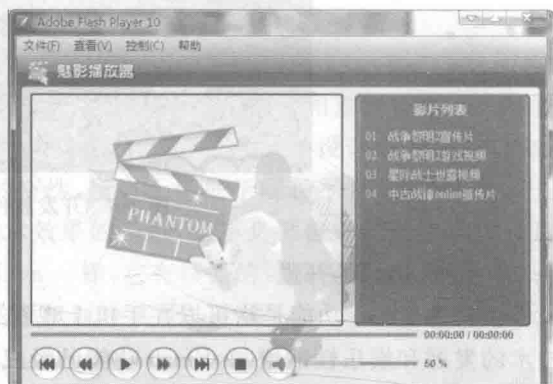 Adobe Flash Player 10
文件(F) 查看(V) 控制(C) 帮助
魅影播放器
PHANTOM
影片列表
01 战争黎明2宣传片
02 战争黎明2游戏视频
03 星际战士世嘉视频
04 中古战锤online宣传片
00:00:00 / 00:00:00
60 %